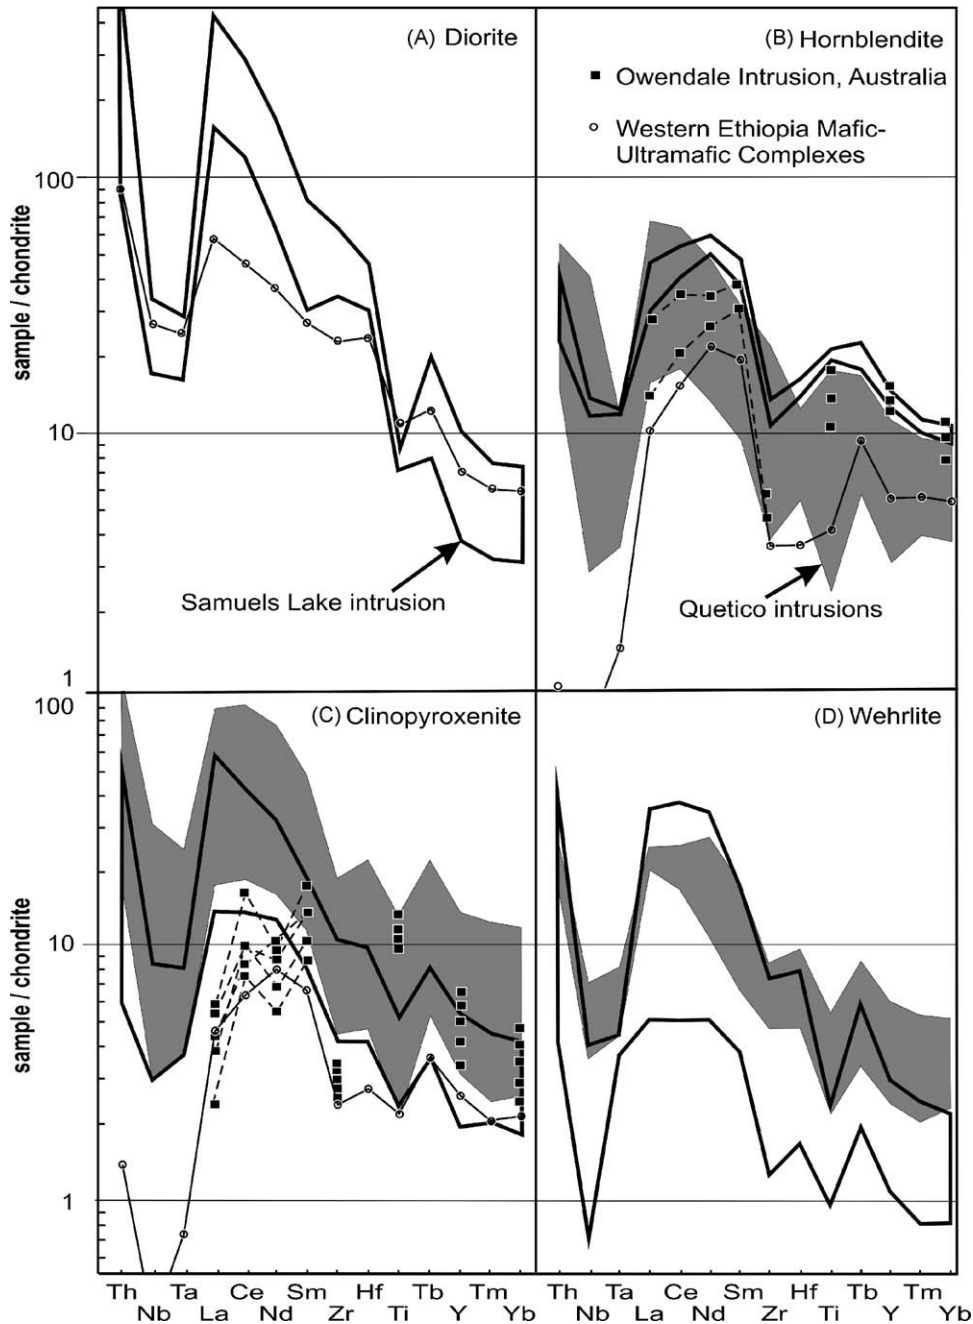 (A) Diorite
(B) Hornblendite
Owendale Intrusion, Australia
Western Ethiopia Mafic-
Ultramafic Complexes
100
sample / chondrite
10
Samuels Lake intrusion
Quetico intrusions
1
100
(C) Clinopyroxenite
(D) Wehrlite
sample / chondrite
10
1
Th Ta Ce Sm Hf Tb Tm Th Ta Ce Sm Hf Tb Tm
Nb La Nd Zr Ti Y Yb Nb La Nd Zr Ti Y Yb